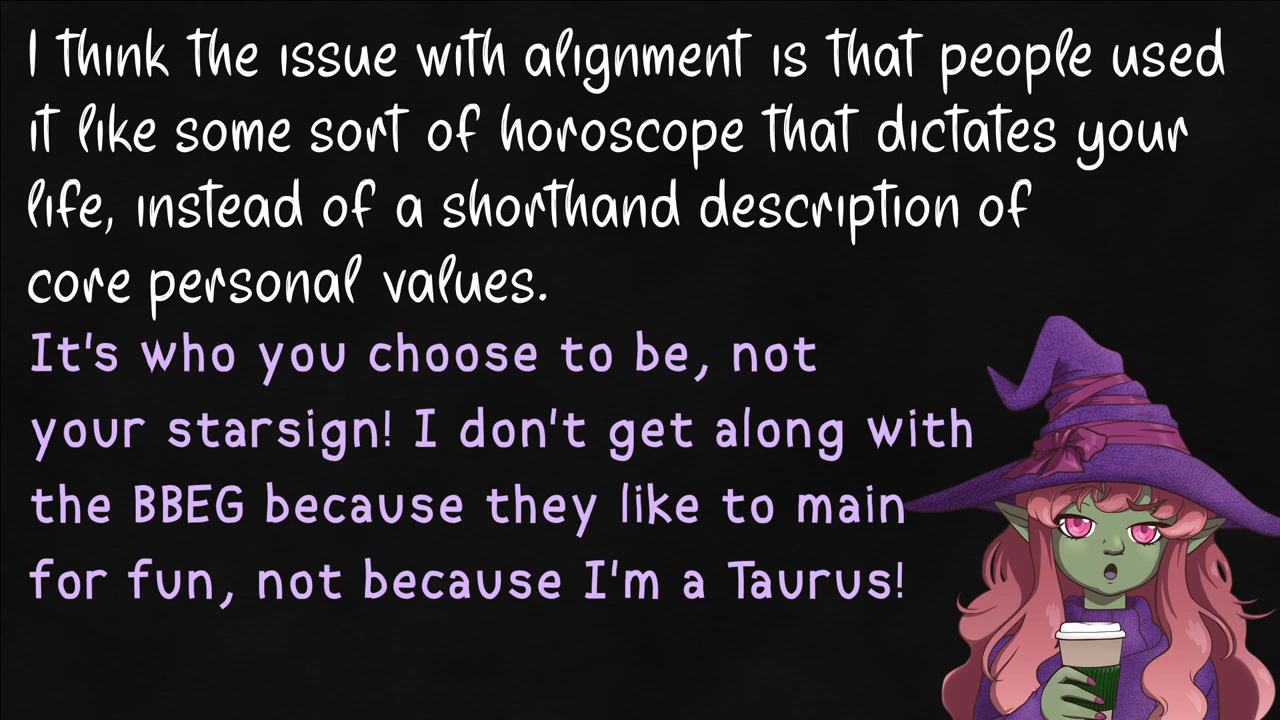 I think the issue with alignment is that people used
it like some sort of horoscope that dictates your
life, instead of a shorthand description of
core personal values.
It's who you choose to be, not
your starsign! I don't get along with
the BBEG because they like to main
for fun, not because I'm a Taurus!